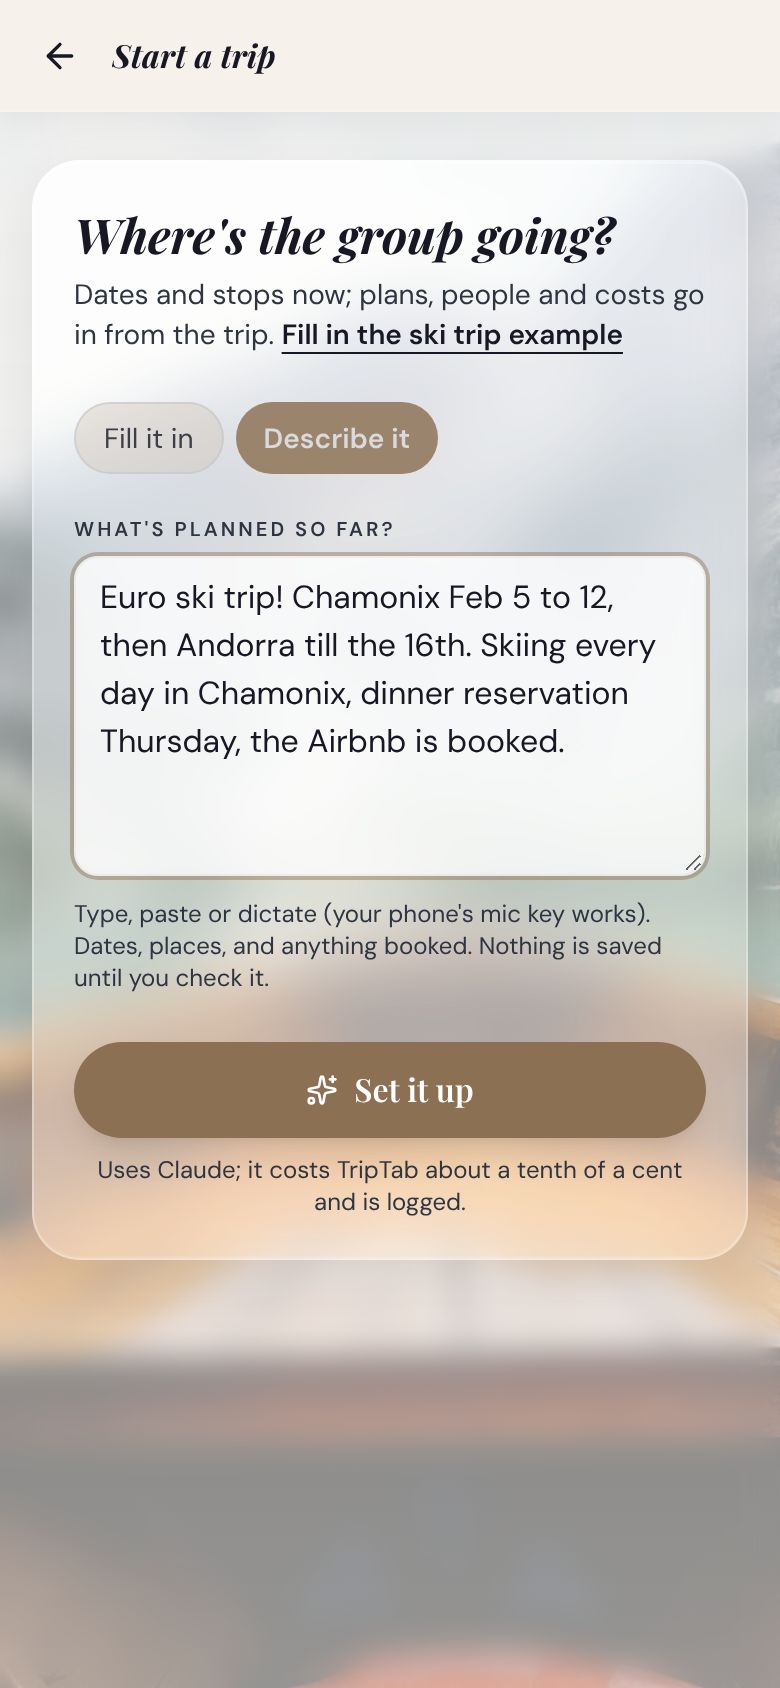 Start a trip
Where's the group going?
Dates and stops now; plans, people and costs go
in from the trip. Fill in the ski trip example
Fill it in
Describe it
WHAT'S PLANNED SO FAR?
Euro ski trip! Chamonix Feb 5 to 12,
then Andorra till the 16th. Skiing every
day in Chamonix, dinner reservation
Thursday, the Airbnb is booked.
Type, paste or dictate (your phone's mic key works).
Dates, places, and anything booked. Nothing is saved
until you check it.
Set it up
Uses Claude; it costs TripTab about a tenth of a cent
and is logged.